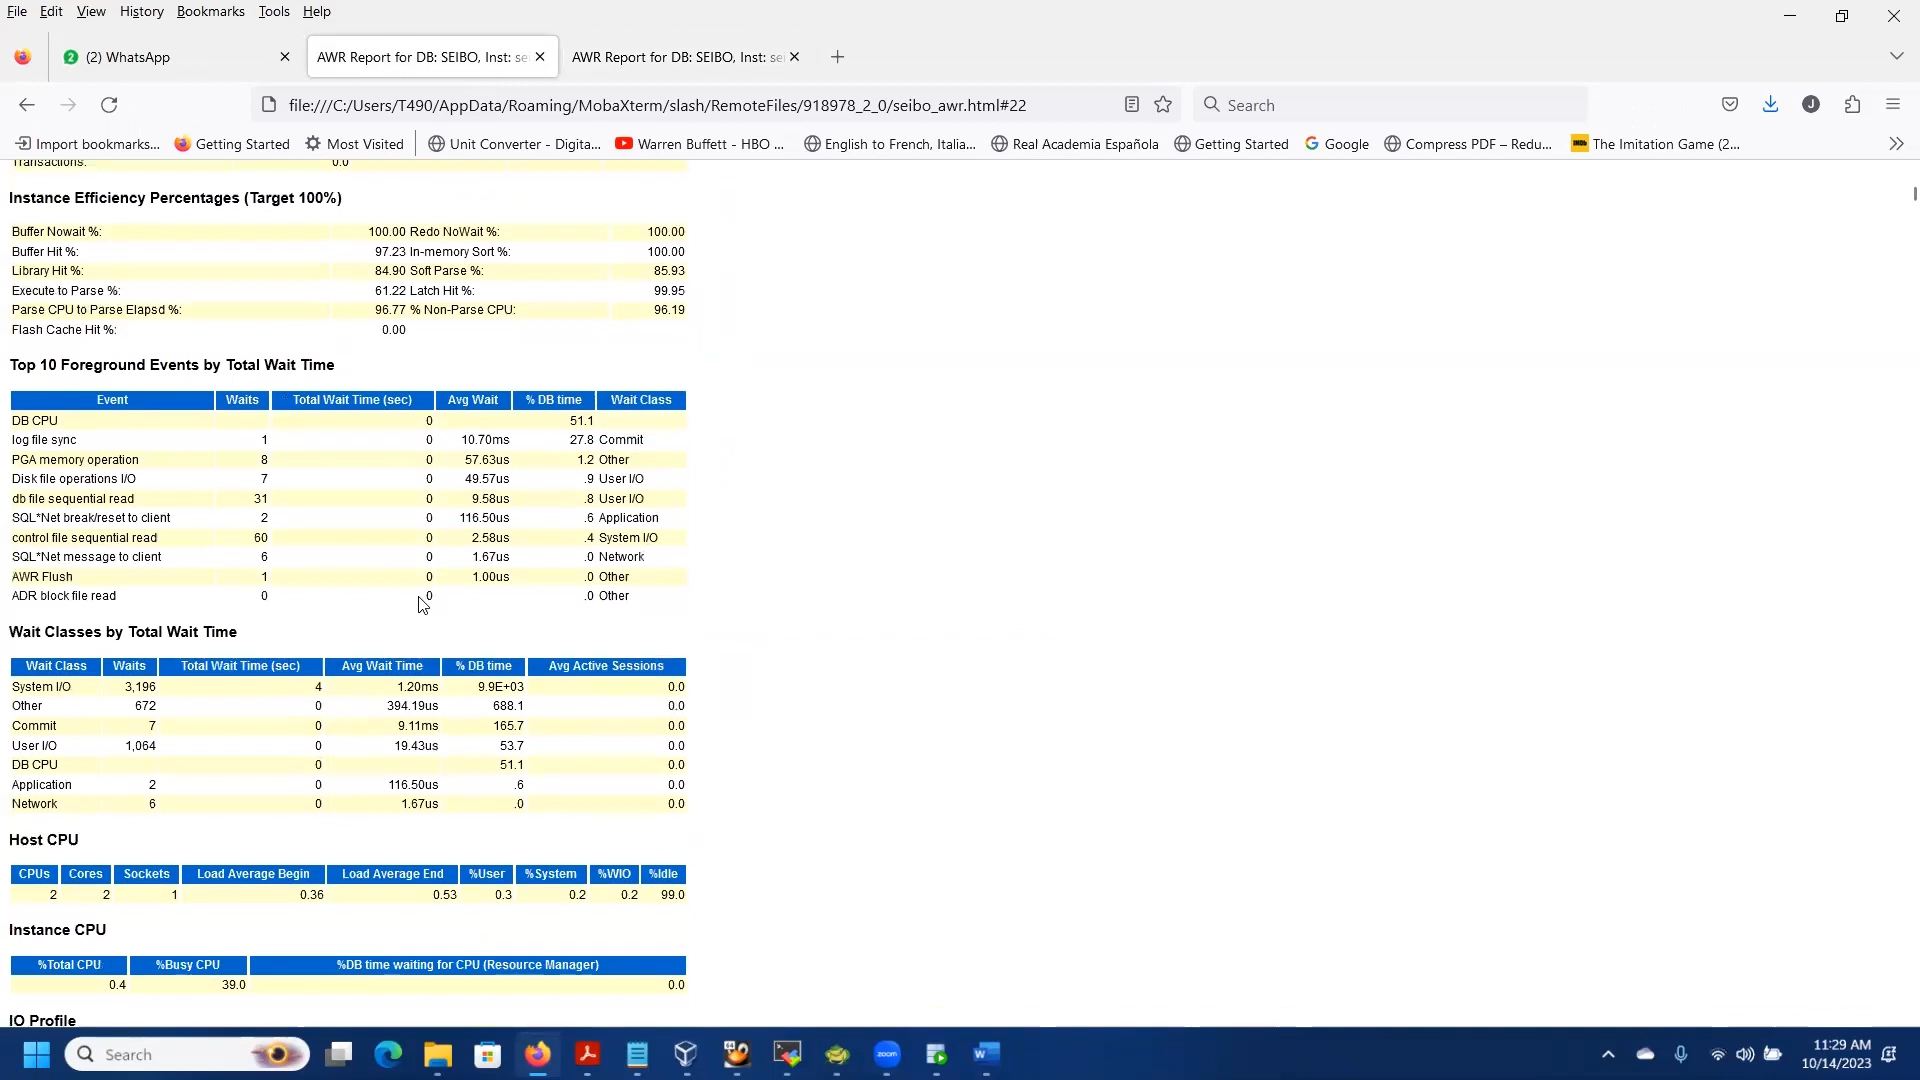 File Edit View History Bookmarks Tools Help
2 (2) WhatsApp AWR Report for DB: SEIBO, Inst: se AWR Report for DB: SEIBO, Inst: se
file:///C:/Users/T490/AppData/Roaming/MobaXterm/slash/RemoteFiles/918978_2_0/seibo_awr.html#22 Search J
Import bookmarks... Getting Started Most Visited Unit Converter - Digita... Warren Buffett - HBO ... English to French, Italia... Real Academia Española Getting Started Google Compress PDF – Redu... IMDb The Imitation Game (2...
Transactions: 0.0
Instance Efficiency Percentages (Target 100%)
Buffer Nowait %: 100.00 Redo NoWait %: 100.00
Buffer Hit %: 97.23 In-memory Sort %: 100.00
Library Hit %: 84.90 Soft Parse %: 85.93
Execute to Parse %: 61.22 Latch Hit %: 99.95
Parse CPU to Parse Elapsd %: 96.77 % Non-Parse CPU: 96.19
Flash Cache Hit %: 0.00
Top 10 Foreground Events by Total Wait Time
Event Waits Total Wait Time (sec) Avg Wait % DB time Wait Class
DB CPU 0 51.1
log file sync 1 0 10.70ms 27.8 Commit
PGA memory operation 8 0 57.63us 1.2 Other
Disk file operations I/O 7 0 49.57us .9 User I/O
db file sequential read 31 0 9.58us .8 User I/O
SQL*Net break/reset to client 2 0 116.50us .6 Application
control file sequential read 60 0 2.58us .4 System I/O
SQL*Net message to client 6 0 1.67us .0 Network
AWR Flush 1 0 1.00us .0 Other
ADR block file read 0 0 .0 Other
Wait Classes by Total Wait Time
Wait Class Waits Total Wait Time (sec) Avg Wait Time % DB time Avg Active Sessions
System I/O 3,196 4 1.20ms 9.9E+03 0.0
Other 672 0 394.19us 688.1 0.0
Commit 7 0 9.11ms 165.7 0.0
User I/O 1,064 0 19.43us 53.7 0.0
DB CPU 0 51.1 0.0
Application 2 0 116.50us .6 0.0
Network 6 0 1.67us .0 0.0
Host CPU
CPUs Cores Sockets Load Average Begin Load Average End %User %System %WIO %Idle
2 2 1 0.36 0.53 0.3 0.2 0.2 99.0
Instance CPU
%Total CPU %Busy CPU %DB time waiting for CPU (Resource Manager)
0.4 39.0 0.0
IO Profile
Search zoom 11:29 AM
10/14/2023